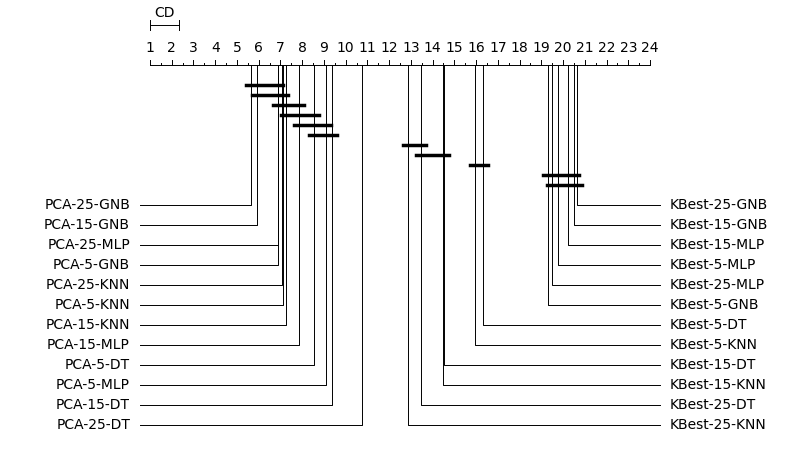 CD
1 2 3 4 5 6 7 8 9 10 11 12 13 14 15 16 17 18 19 20 21 22 23 24
PCA-25-GNB KBest-25-GNB
PCA-15-GNB KBest-15-GNB
PCA-25-MLP KBest-15-MLP
PCA-5-GNB KBest-5-MLP
PCA-25-KNN KBest-25-MLP
PCA-5-KNN KBest-5-GNB
PCA-15-KNN KBest-5-DT
PCA-15-MLP KBest-5-KNN
PCA-5-DT KBest-15-DT
PCA-5-MLP KBest-15-KNN
PCA-15-DT KBest-25-DT
PCA-25-DT KBest-25-KNN